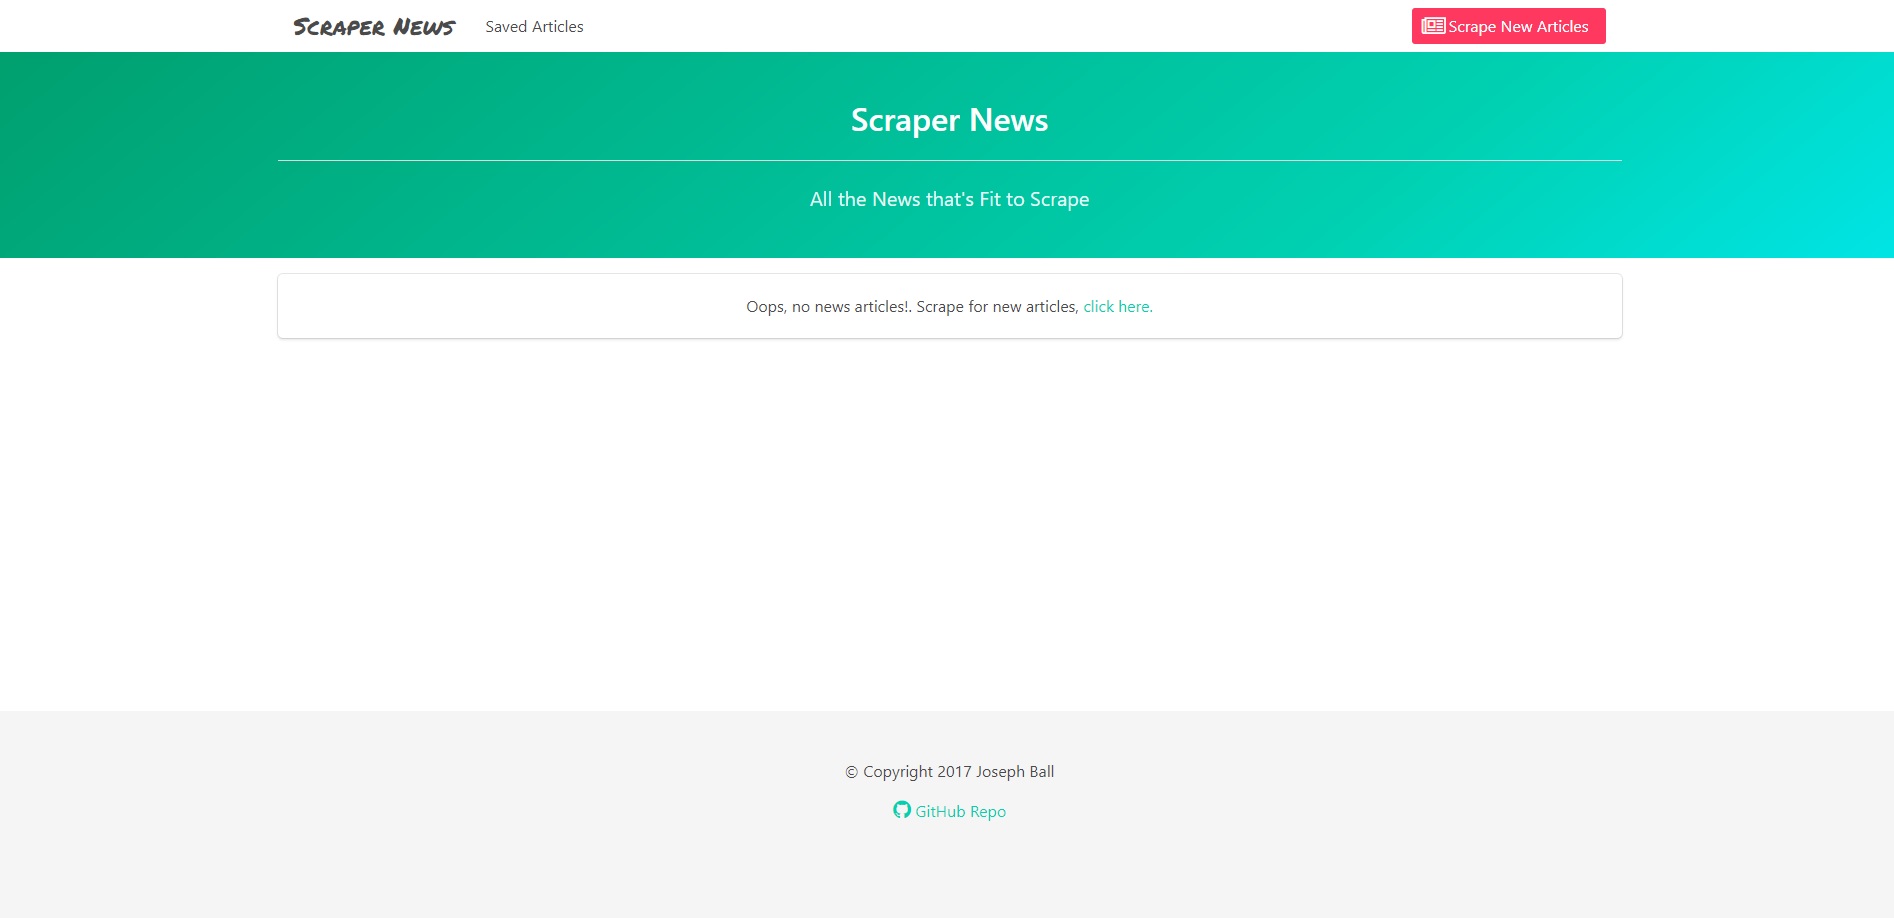 Scraper News
Saved Articles
Scrape New Articles
Scraper News
All the News that's Fit to Scrape
Oops, no news articles!. Scrape for new articles, click here.
© Copyright 2017 Joseph Ball
GitHub Repo